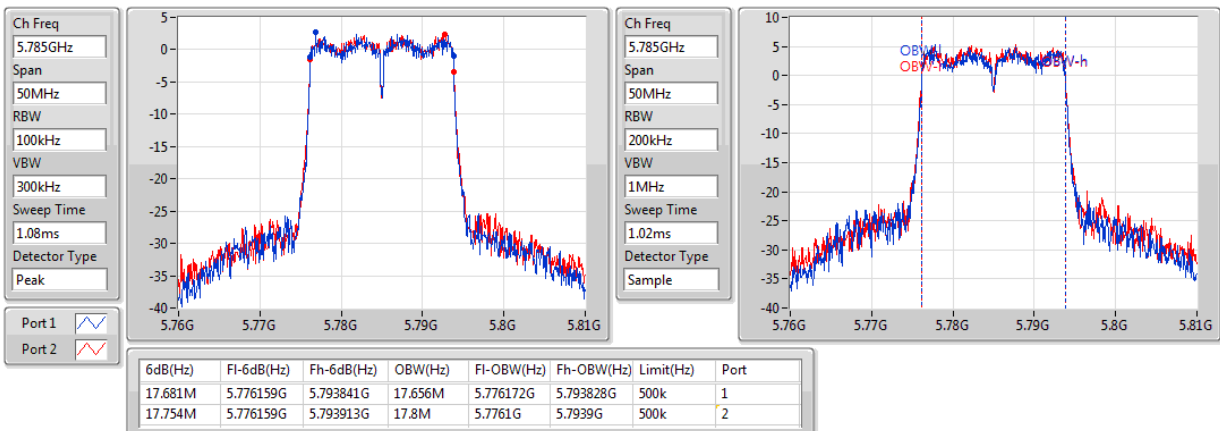 Ch Freq
5.785GHz
Span
50MHz
RBW
100kHz
VBW
300kHz
Sweep Time
1.08ms
Detector Type
Peak
Port 1
Port 2
5
0
-5
-10
-15
-20
-25
-30
-35
-40
5.76G 5.77G 5.78G 5.79G 5.8G 5.81G
Ch Freq
5.785GHz
Span
50MHz
RBW
200kHz
VBW
1MHz
Sweep Time
1.02ms
Detector Type
Sample
10
5
0
-5
-10
-15
-20
-25
-30
-35
-40
OBW-h
5.76G 5.77G 5.78G 5.79G 5.8G 5.81G
6dB(Hz) Fl-6dB(Hz) Fh-6dB(Hz) OBW(Hz) Fl-OBW(Hz) Fh-OBW(Hz) Limit(Hz) Port
17.681M 5.776159G 5.793841G 17.656M 5.776172G 5.793828G 500k 1
17.754M 5.776159G 5.793913G 17.8M 5.7761G 5.7939G 500k 2